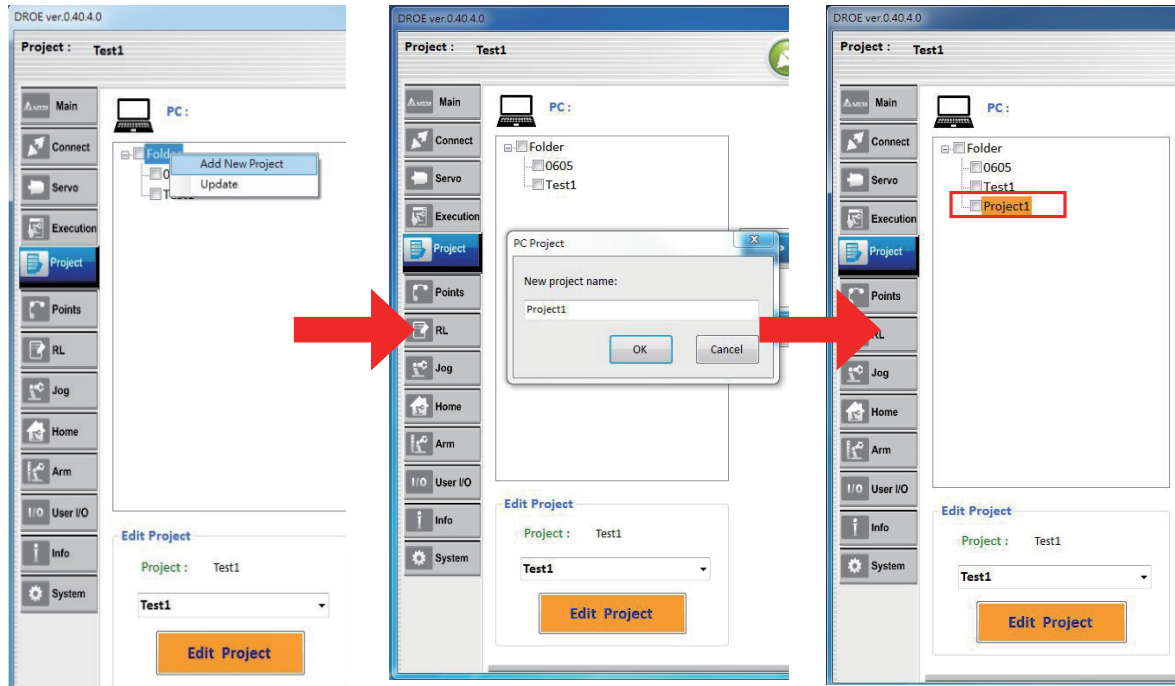 DROE ver.0.40.4.0
Project : Test1
Main
Connect
Servo
Execution
Project
Points
RL
Jog
Home
Arm
I/O User I/O
Info
System
PC :
Folder
Add New Project
Update
Edit Project
Project : Test1
Test1
Edit Project
DROE ver.0.40.4.0
Project : Test1
Main
Connect
Servo
Execution
Project
Points
RL
Jog
Home
Arm
I/O User I/O
Info
System
PC :
Folder
0605
Test1
PC Project
New project name:
Project1
OK
Cancel
Edit Project
Project : Test1
Test1
Edit Project
DROE ver.0.40.4.0
Project : Test1
Main
Connect
Servo
Execution
Project
Points
RL
Jog
Home
Arm
I/O User I/O
Info
System
PC :
Folder
0605
Test1
Project1
Edit Project
Project : Test1
Test1
Edit Project